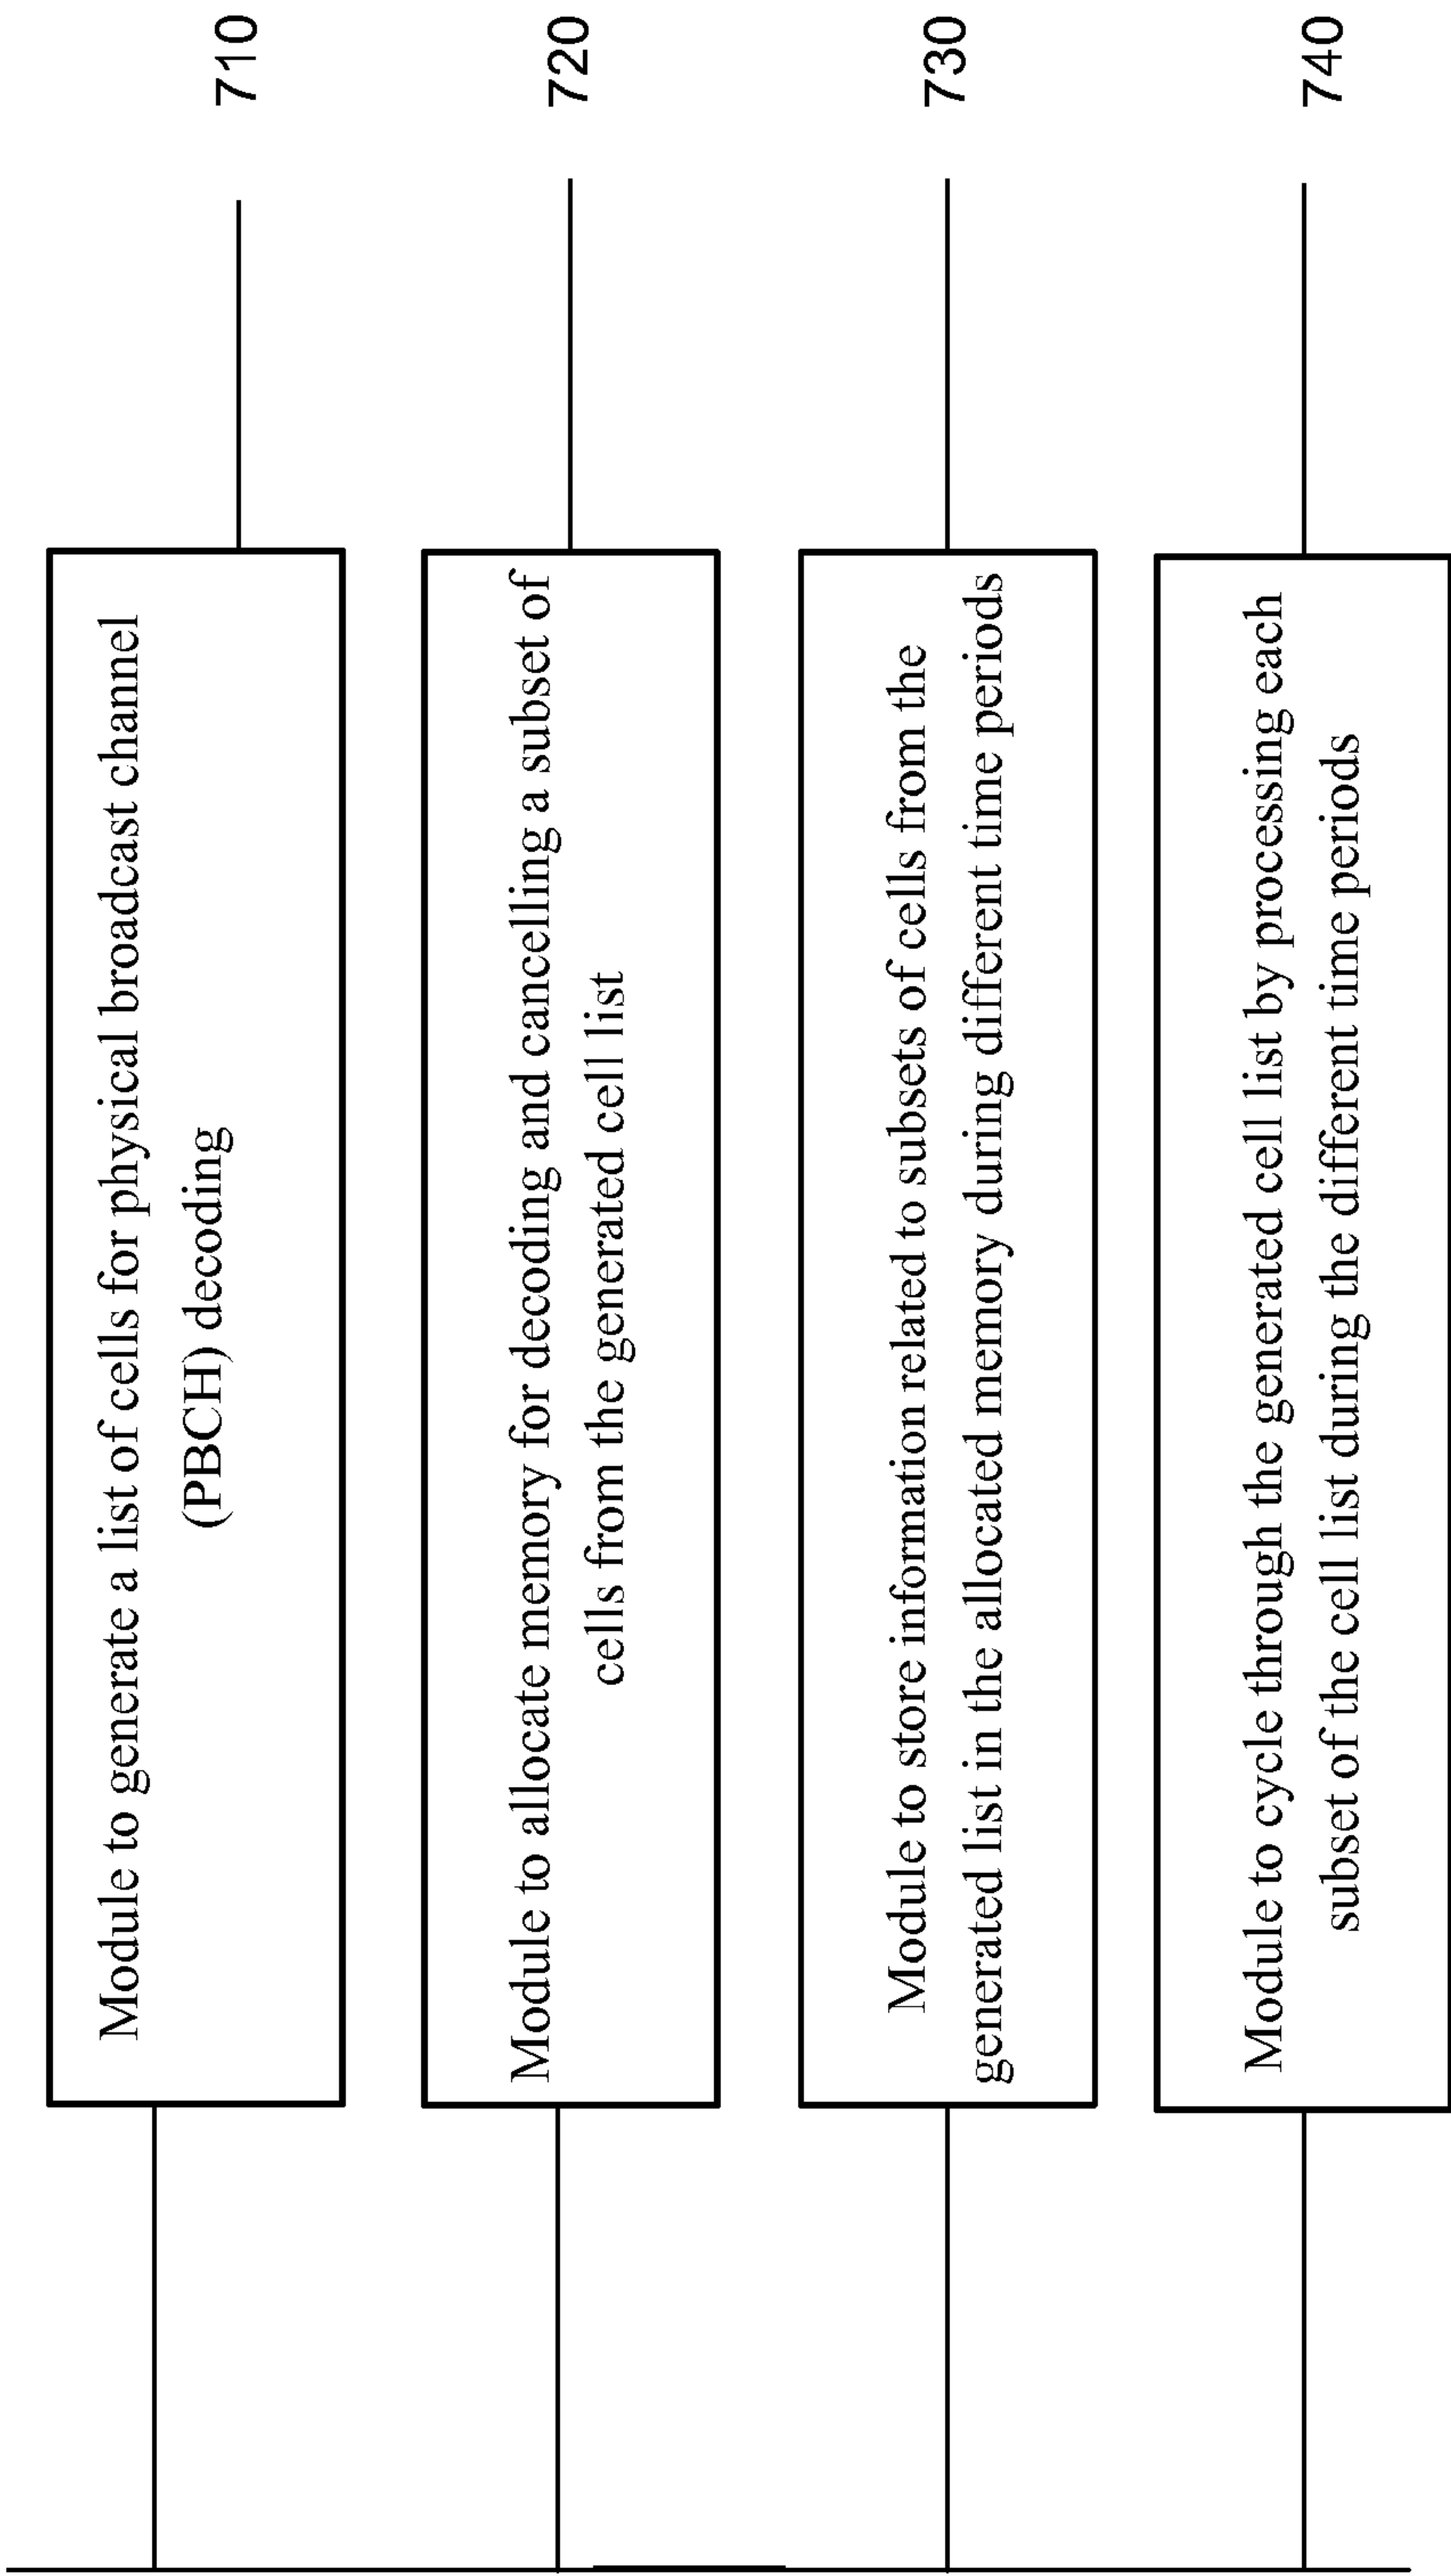 Module to generate a list of cells for physical broadcast channel
(PBCH) decoding
710
Module to allocate memory for decoding and cancelling a subset of
cells from the generated cell list
720
Module to store information related to subsets of cells from the
generated list in the allocated memory during different time periods
730
Module to cycle through the generated cell list by processing each
subset of the cell list during the different time periods
740